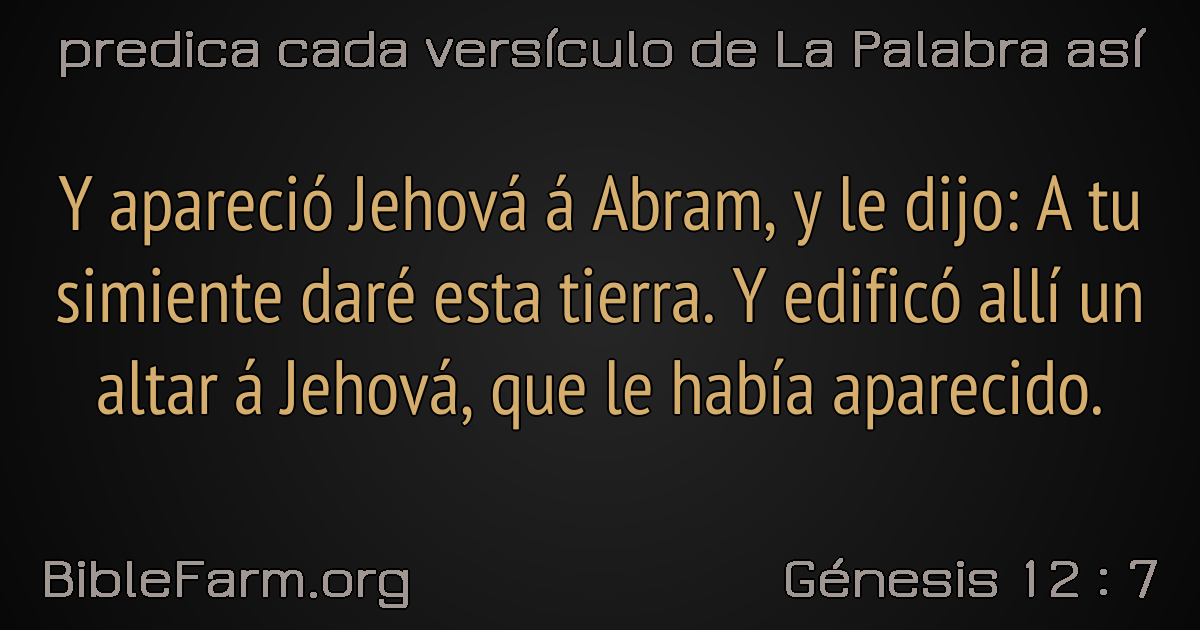 predica cada versículo de La Palabra así
Y apareció Jehová á Abram, y le dijo: A tu
simiente daré esta tierra. Y edificó allí un
altar á Jehová, que le había aparecido.
BibleFarm.org
Génesis 12 : 7